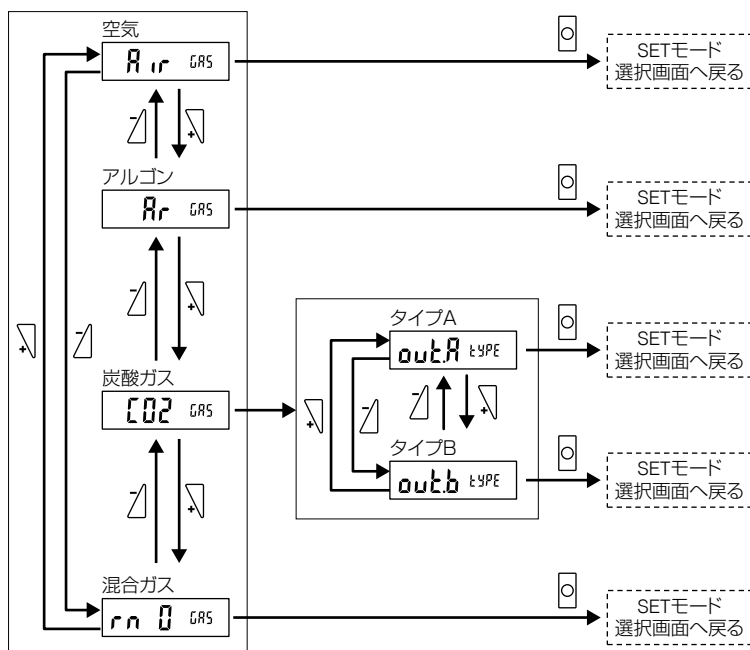 空気
Air GAS
SETモード
選択画面へ戻る
アルゴン
Ar GAS
SETモード
選択画面へ戻る
タイプA
out.A tYPE
SETモード
選択画面へ戻る
炭酸ガス
CO2 GAS
タイプB
out.b tYPE
SETモード
選択画面へ戻る
混合ガス
rn 0 GAS
SETモード
選択画面へ戻る